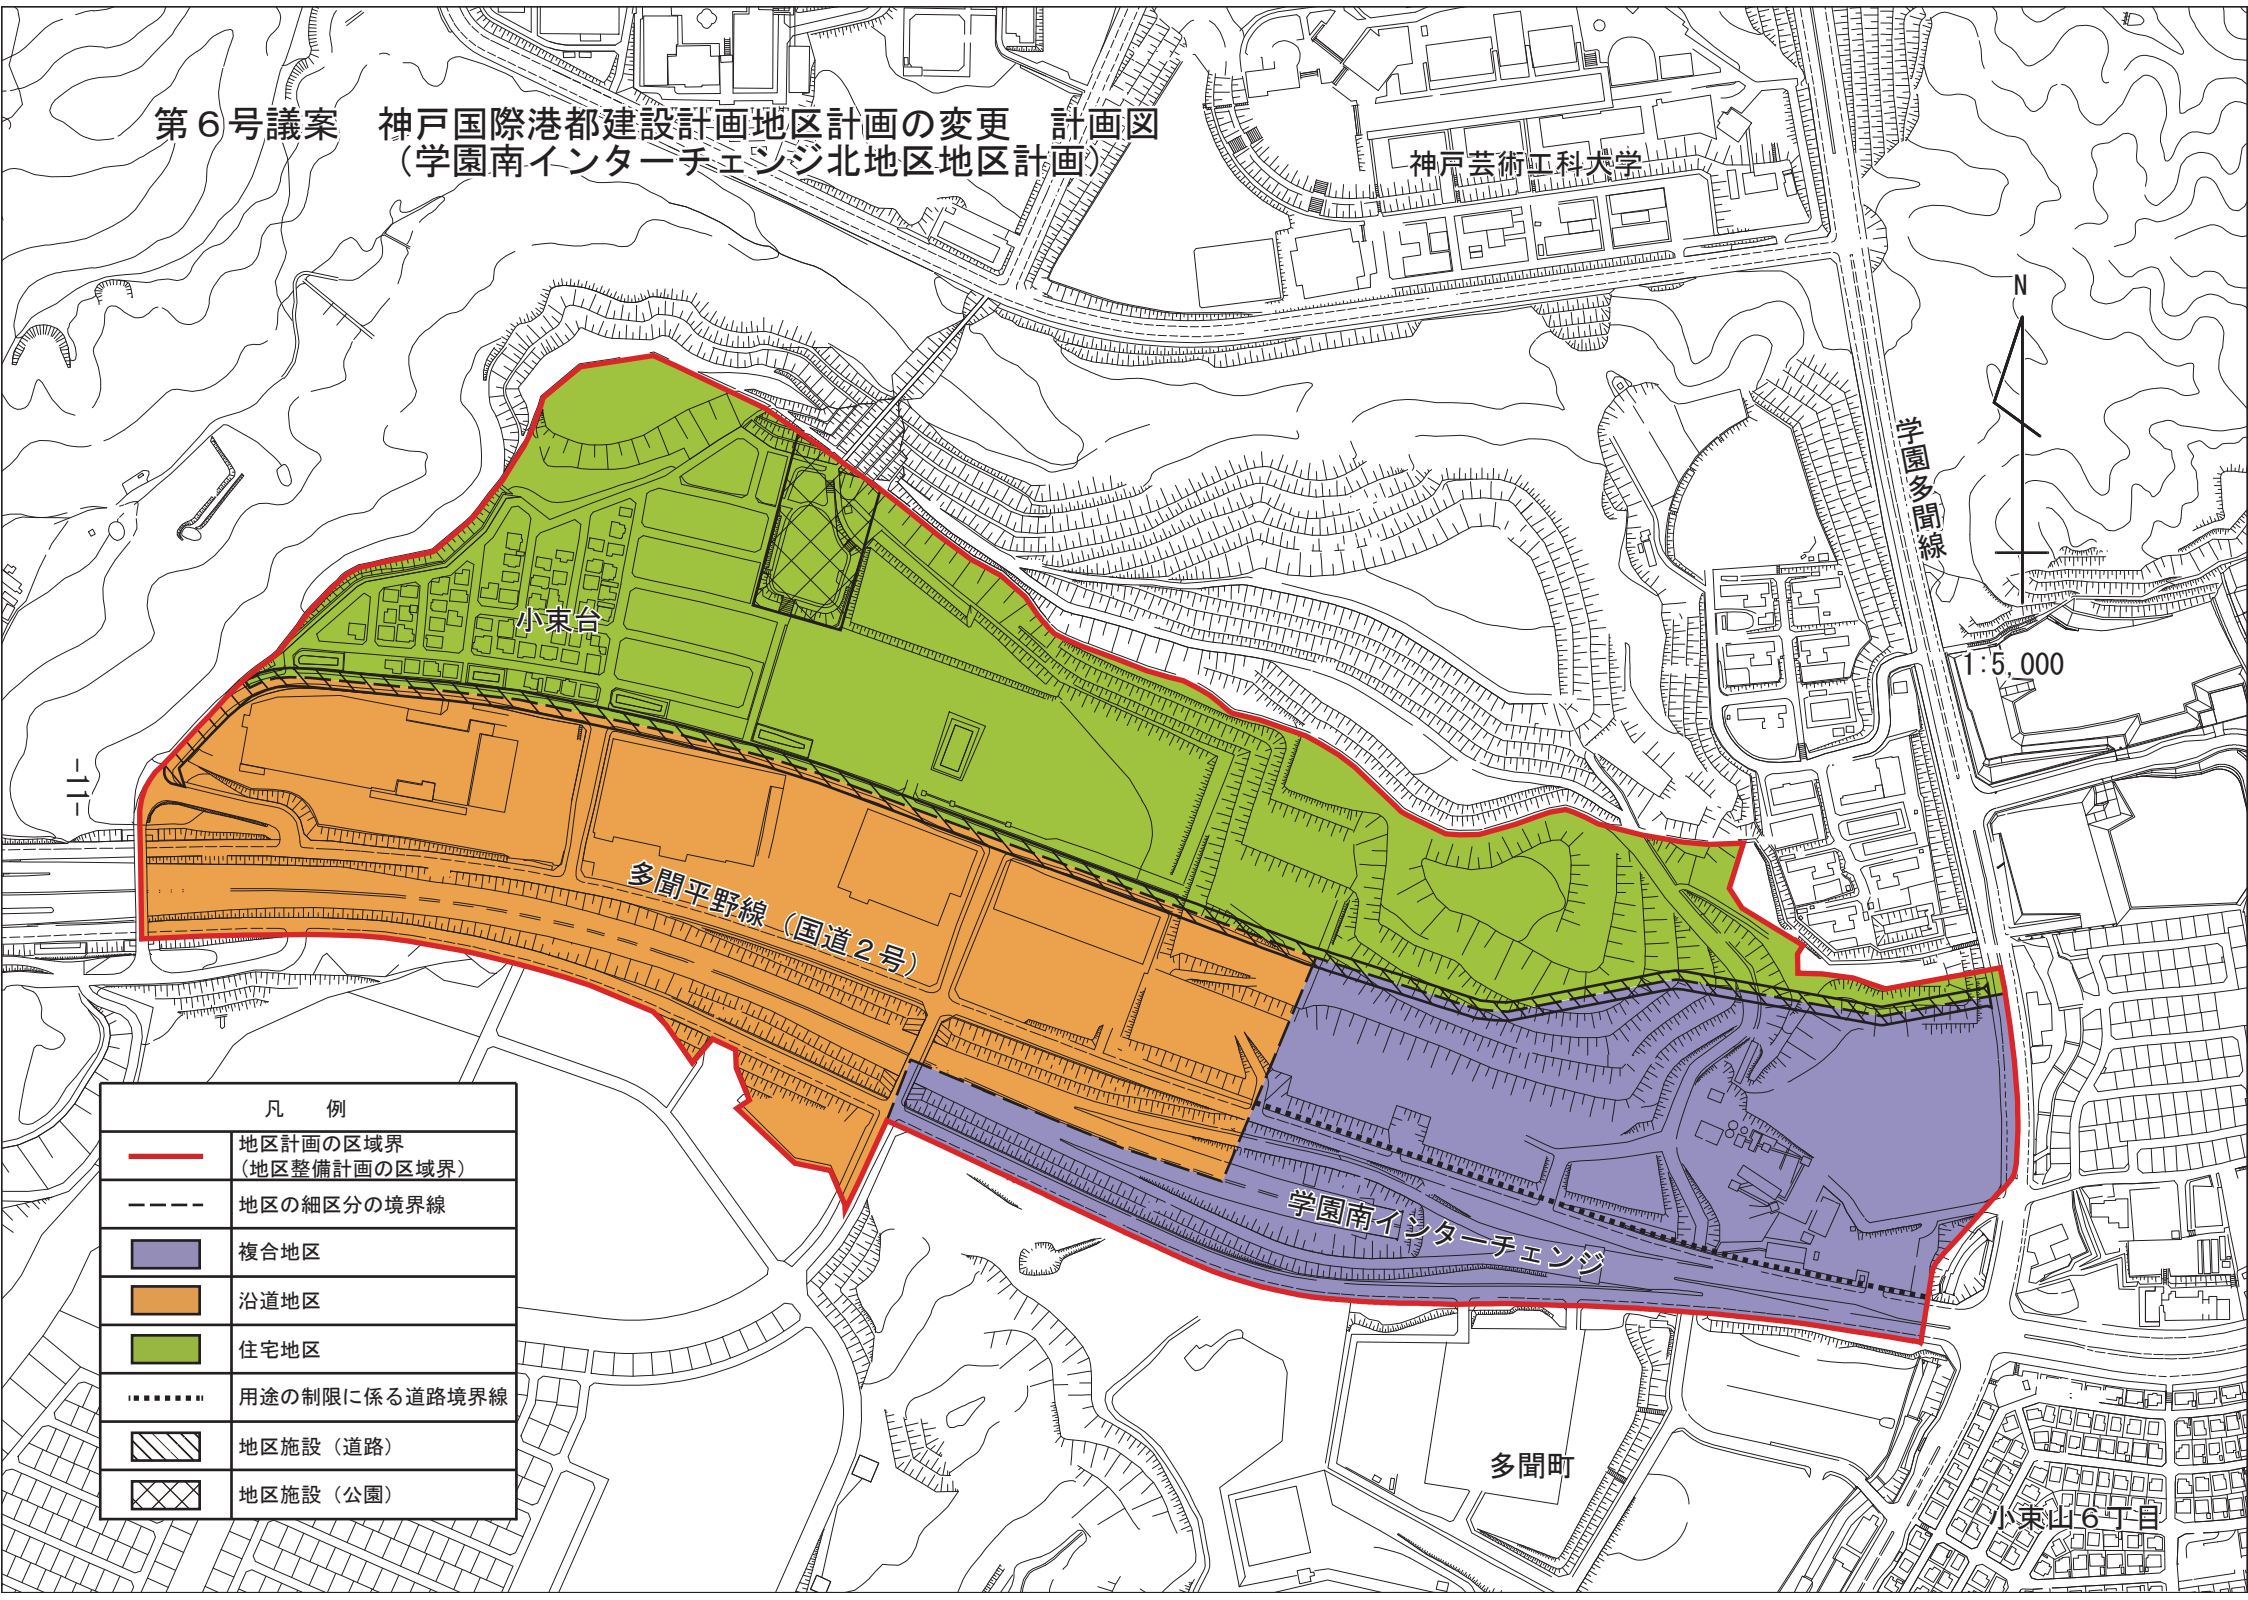 第６号議案　神戸国際港都建設計画地区計画の変更　計画図
（学園南インターチェンジ北地区地区計画）
神戸芸術工科大学
N
学園多聞線
1:5,000
小束台
-11-
多聞平野線（国道２号）
学園南インターチェンジ
多聞町
小束山６丁目
凡　例
地区計画の区域界
（地区整備計画の区域界）
地区の細区分の境界線
複合地区
沿道地区
住宅地区
用途の制限に係る道路境界線
地区施設（道路）
地区施設（公園）